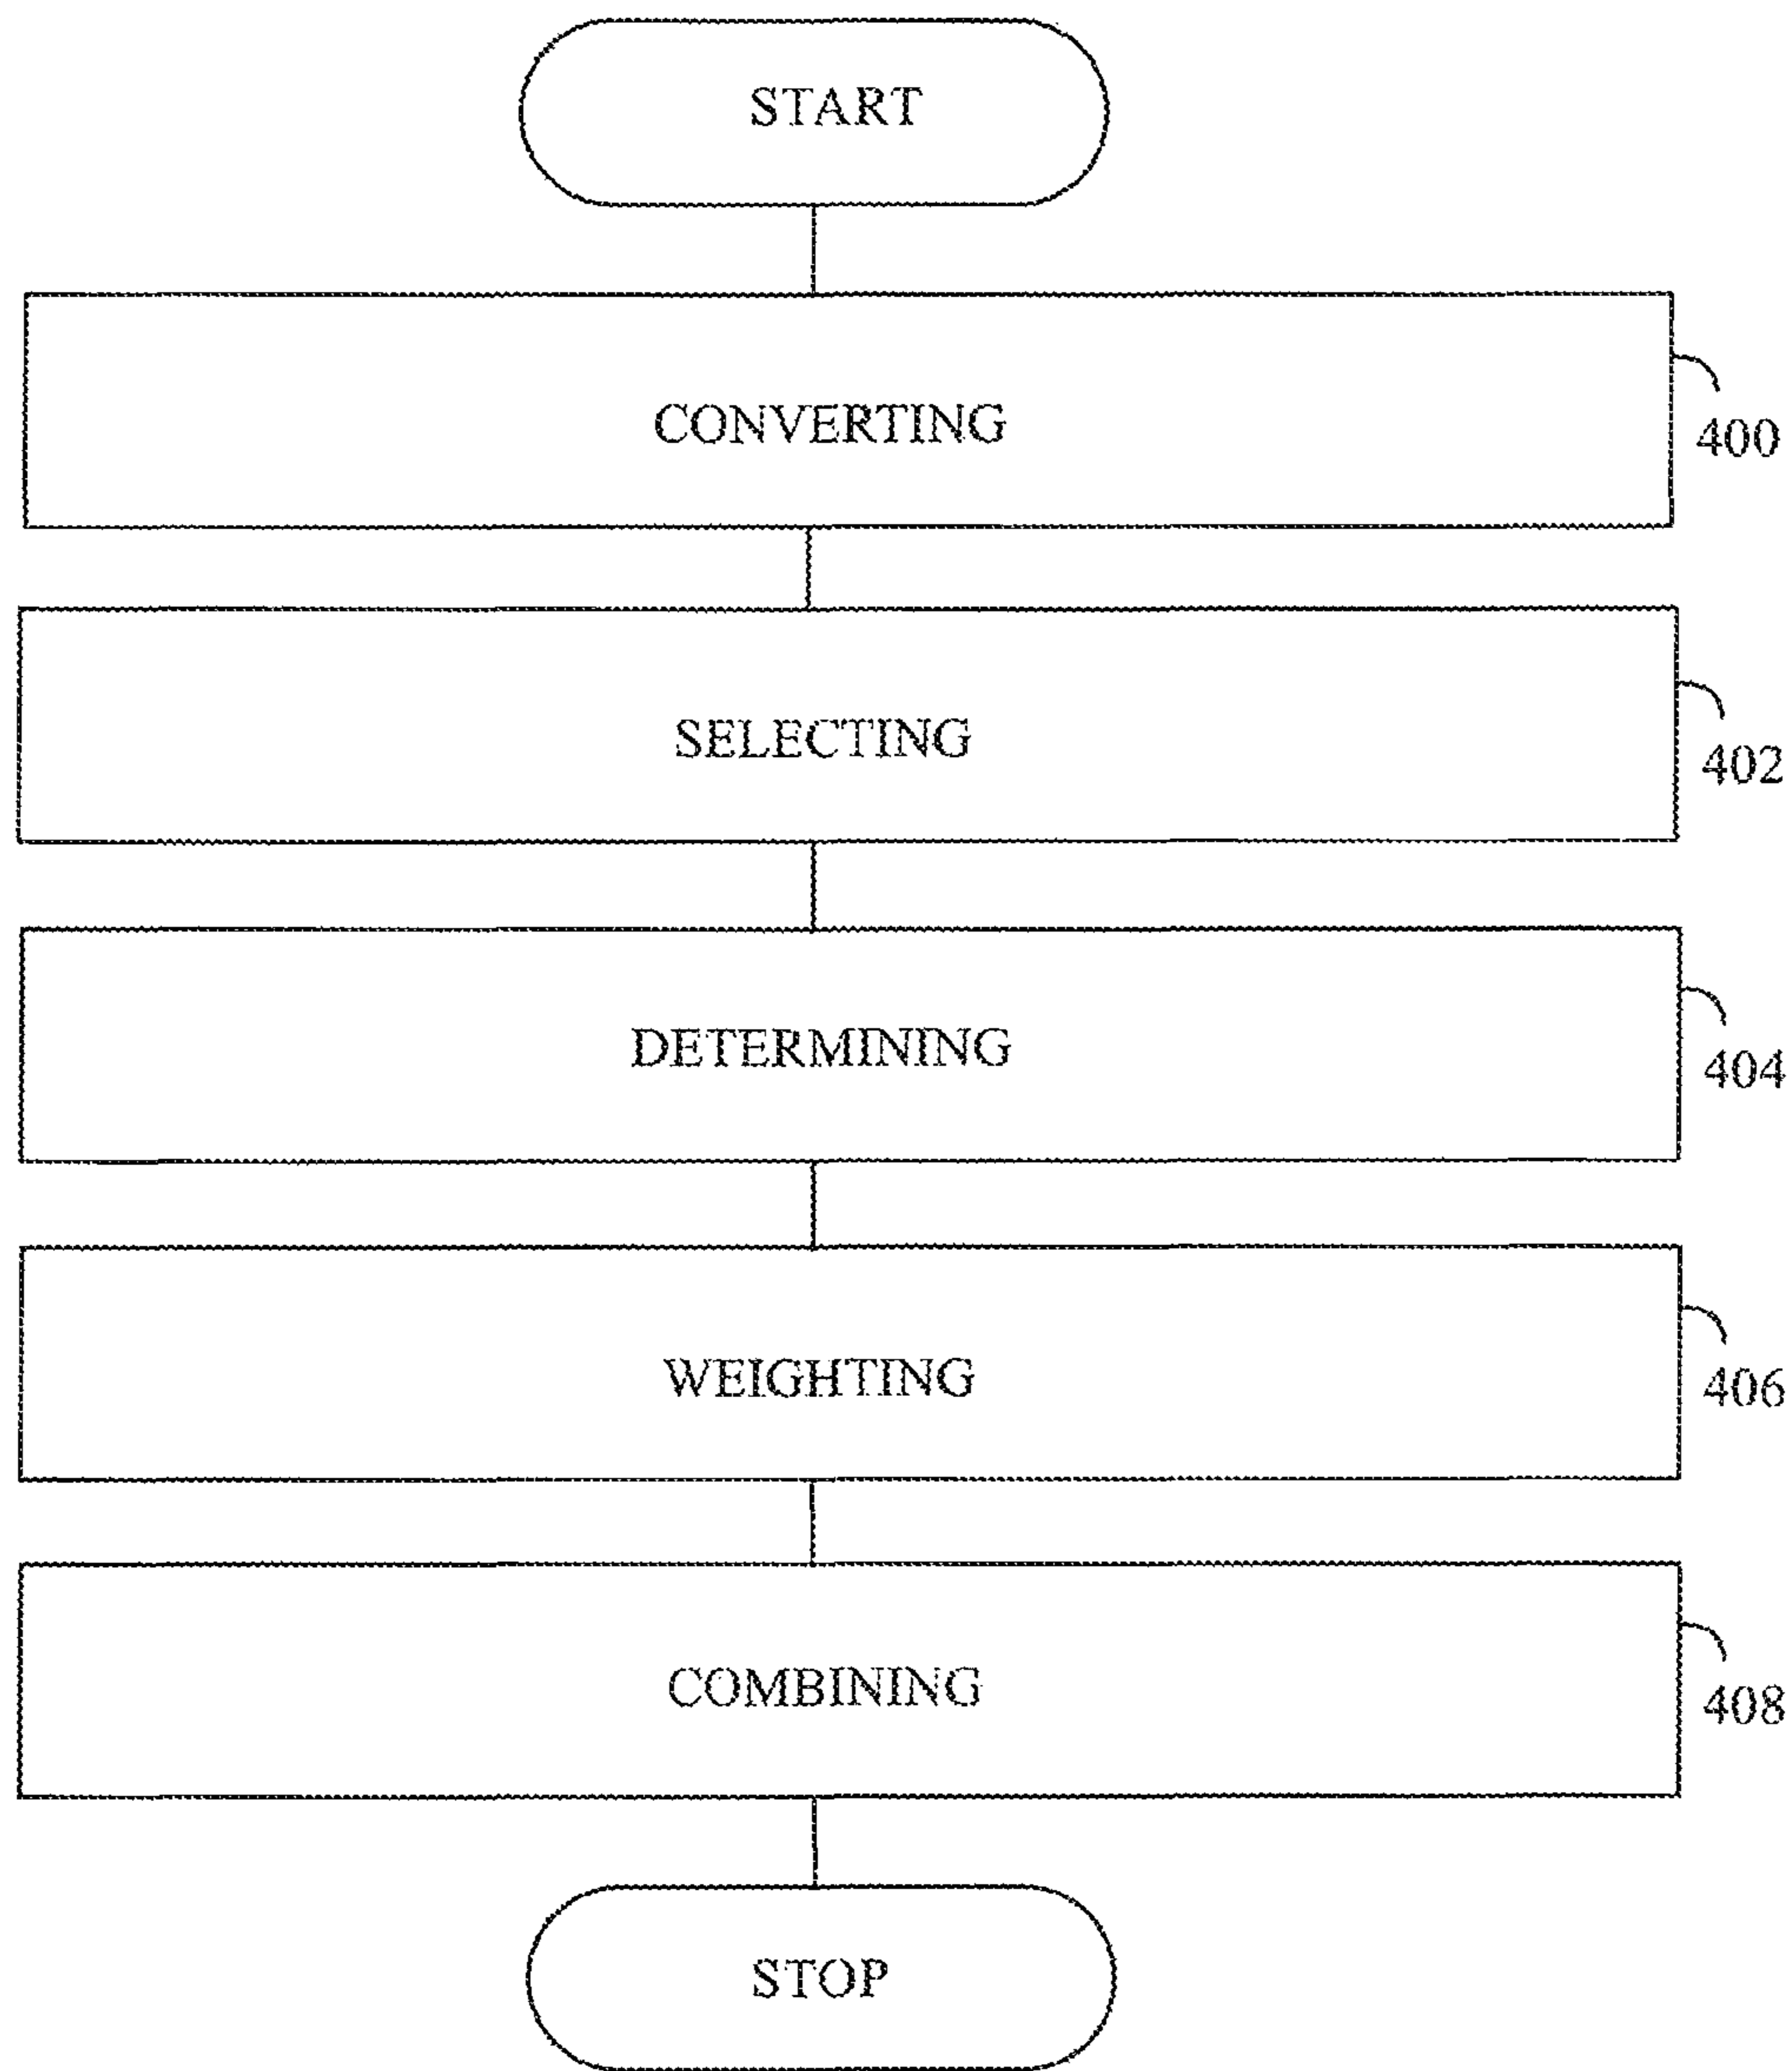 START
CONVERTING
400
SELECTING
402
DETERMINING
404
WEIGHTING
406
COMBINING
408
STOP